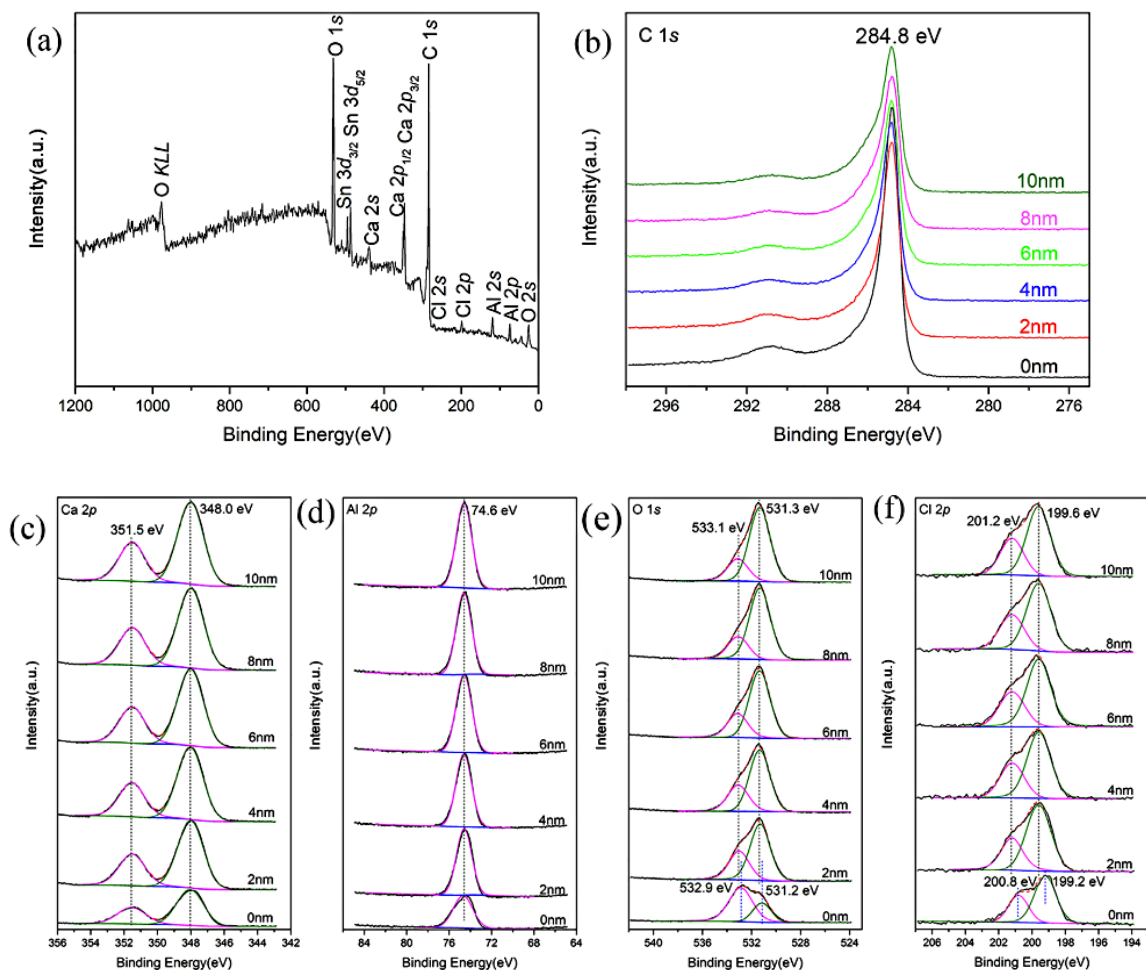 (a)
O KLL
O 1s
Sn 3d3/2 Sn 3d5/2
Ca 2s
Ca 2p1/2 Ca 2p3/2
C 1s
Cl 2s
Cl 2p
Al 2s
Al 2p
O 2s
Intensity(a.u.)
1200 1000 800 600 400 200 0
Binding Energy(eV)
(b)
C 1s
284.8 eV
10nm
8nm
6nm
4nm
2nm
0nm
Intensity(a.u.)
296 292 288 284 280 276
Binding Energy(eV)
(c)
Ca 2p
351.5 eV
348.0 eV
10nm
8nm
6nm
4nm
2nm
0nm
Intensity(a.u.)
356 354 352 350 348 346 344 342
Binding Energy(eV)
(d)
Al 2p
74.6 eV
10nm
8nm
6nm
4nm
2nm
0nm
Intensity(a.u.)
84 80 76 72 68 64
Binding Energy(eV)
(e)
O 1s
533.1 eV
531.3 eV
10nm
8nm
6nm
4nm
2nm
532.9 eV
531.2 eV
0nm
Intensity(a.u.)
540 536 532 528 524
Binding Energy(eV)
(f)
Cl 2p
201.2 eV
199.6 eV
10nm
8nm
6nm
4nm
2nm
200.8 eV
199.2 eV
0nm
Intensity(a.u.)
206 204 202 200 198 196 194
Binding Energy(eV)